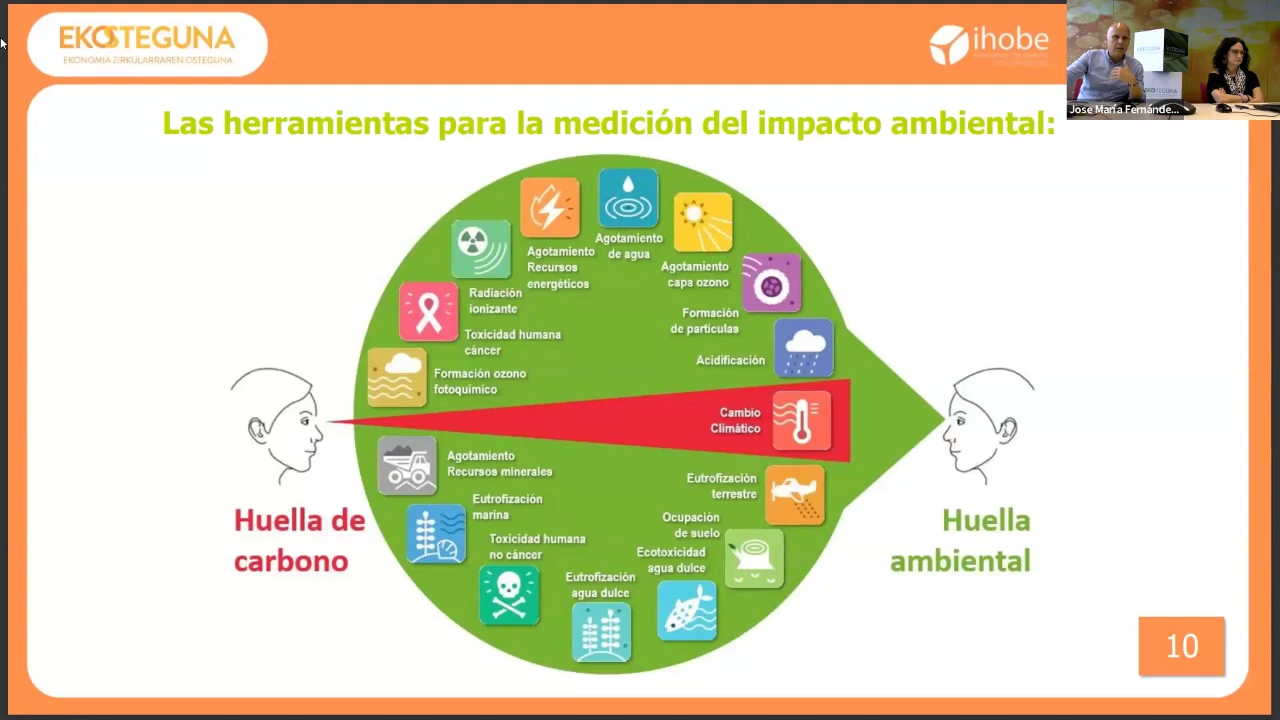 EKOSTEGUNA
EKONOMIA ZIRKULARRAREN OSTEGUNA
ihobe
Jose María Fernánde...
Las herramientas para la medición del impacto ambiental:
Agotamiento
de agua
Agotamiento
Recursos
energéticos
Agotamiento
capa ozono
Radiación
ionizante
Formación
de partículas
Toxicidad humana
cáncer
Acidificación
Formación ozono
fotoquímico
Cambio
Climático
Agotamiento
Recursos minerales
Eutrofización
terrestre
Eutrofización
marina
Ocupación
de suelo
Toxicidad humana
no cáncer
Ecotoxicidad
agua dulce
Eutrofización
agua dulce
Huella de
carbono
Huella
ambiental
10